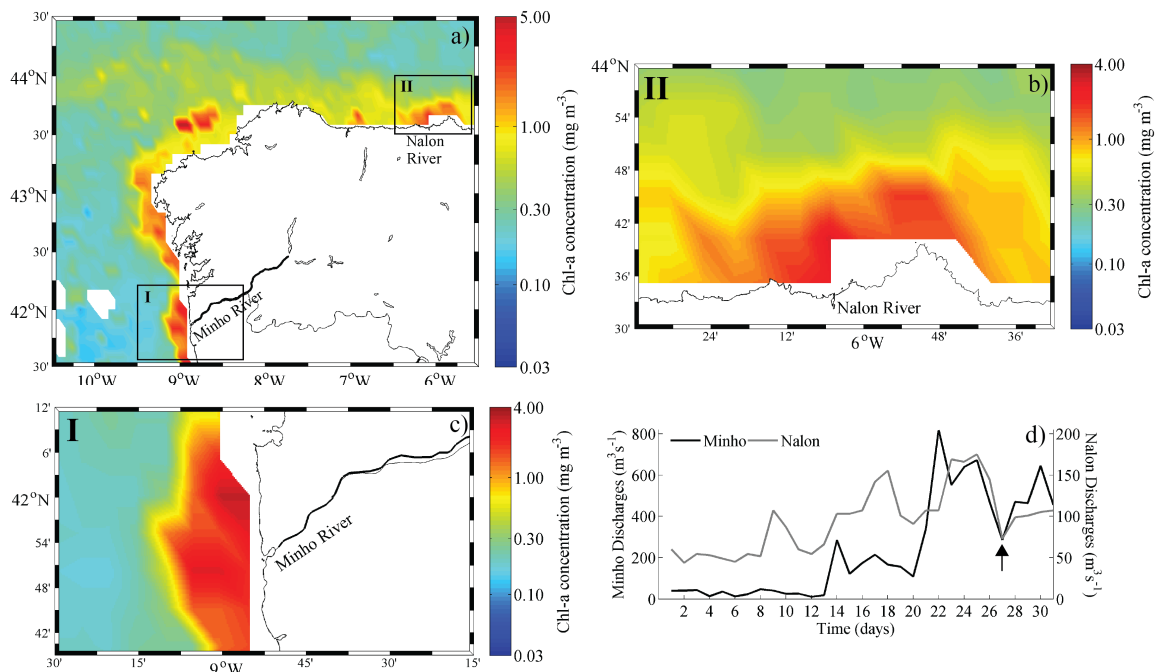 a)
30'
44°N
30'
43°N
30'
42°N
30'
10°W
9°W
8°W
7°W
6°W
II
I
Nalon
River
Minho River
5.00
1.00
0.30
0.10
0.03
Chl-a concentration (mg m-3)
II
b)
44°N
54'
48'
42'
36'
30'
24'
12'
6°W
48'
36'
Nalon River
4.00
1.00
0.30
0.10
0.03
Chl-a concentration (mg m-3)
I
c)
12'
6'
42°N
54'
48'
42'
30'
15'
9°W
45'
30'
15'
Minho River
4.00
1.00
0.30
0.10
0.03
Chl-a concentration (mg m-3)
d)
Minho
Nalon
800
600
400
200
0
Minho Discharges (m3s-1)
200
150
100
50
0
Nalon Discharges (m3s-1)
2 4 6 8 10 12 14 16 18 20 22 24 26 28 30
Time (days)